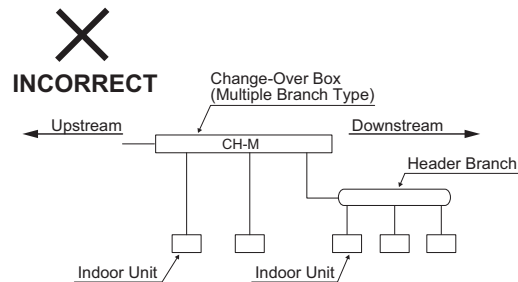 INCORRECT
Change-Over Box
(Multiple Branch Type)
Upstream
Downstream
CH-M
Header Branch
Indoor Unit
Indoor Unit